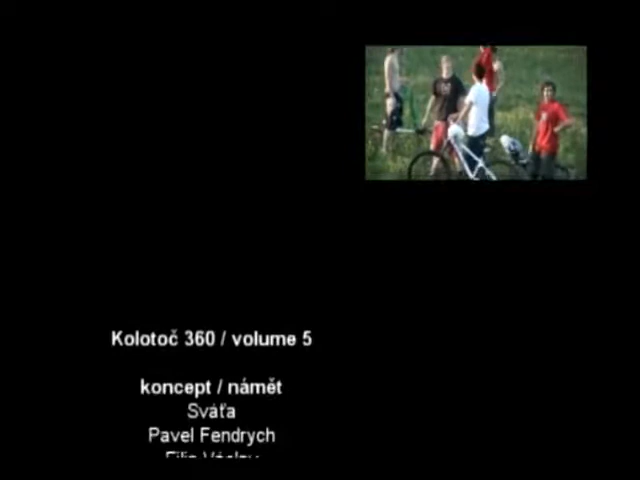 Kolotoč 360 / volume 5
koncept / námět
Sváťa
Pavel Fendrych